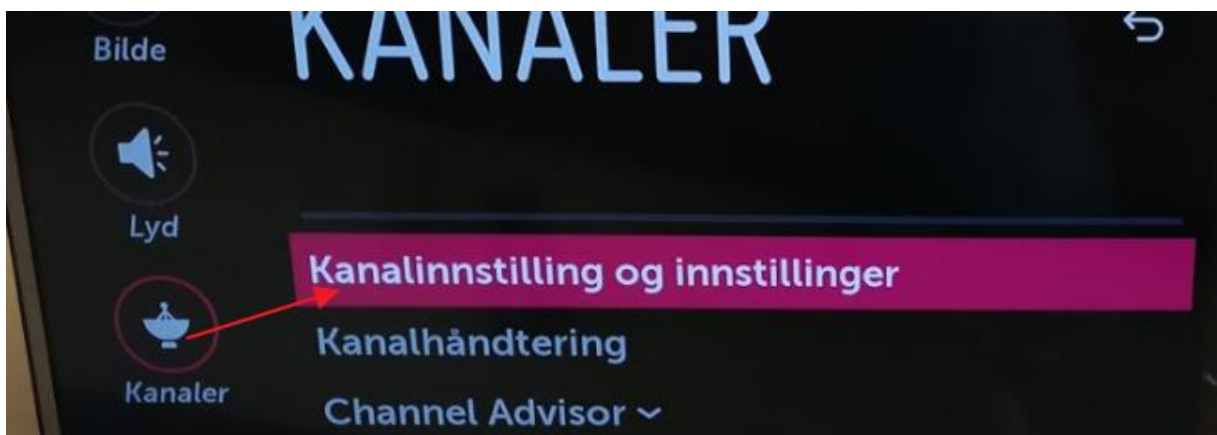 Bilde
KANALER
Lyd
Kanalinnstilling og innstillinger
Kanalhåndtering
Kanaler
Channel Advisor